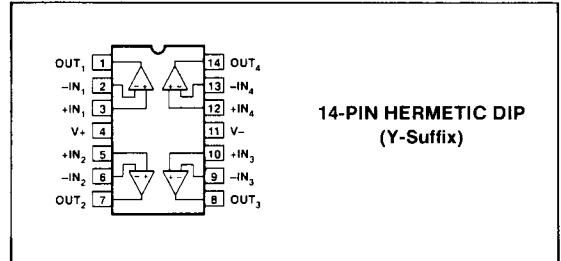 OUT1 1 14 OUT4
–IN1 2 – + + – 13 –IN4
+IN1 3 12 +IN4
V+ 4 11 V–
+IN2 5 10 +IN3
–IN2 6 – + + – 9 –IN3
OUT2 7 8 OUT3
14-PIN HERMETIC DIP
(Y-Suffix)